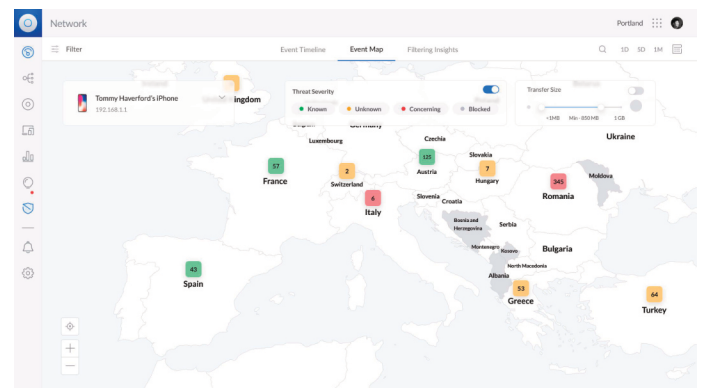 Network
Portland
Filter
Event Timeline
Event Map
Filtering Insights
1D
5D
1M
Tommy Haverford's iPhone
192.168.1.1
ingdom
Threat Severity
Known
Unknown
Concerning
Blocked
Transfer Size
<1MB
Min - 850 MB
1 GB
Germany
Luxembourg
Czechia
Ukraine
57
France
2
Switzerland
125
Austria
Slovakia
7
Hungary
345
Romania
Moldova
6
Italy
Slovenia
Croatia
Bosnia and
Herzegovina
Serbia
Montenegro
Kosovo
Bulgaria
North Macedonia
Albania
43
Spain
53
Greece
64
Turkey